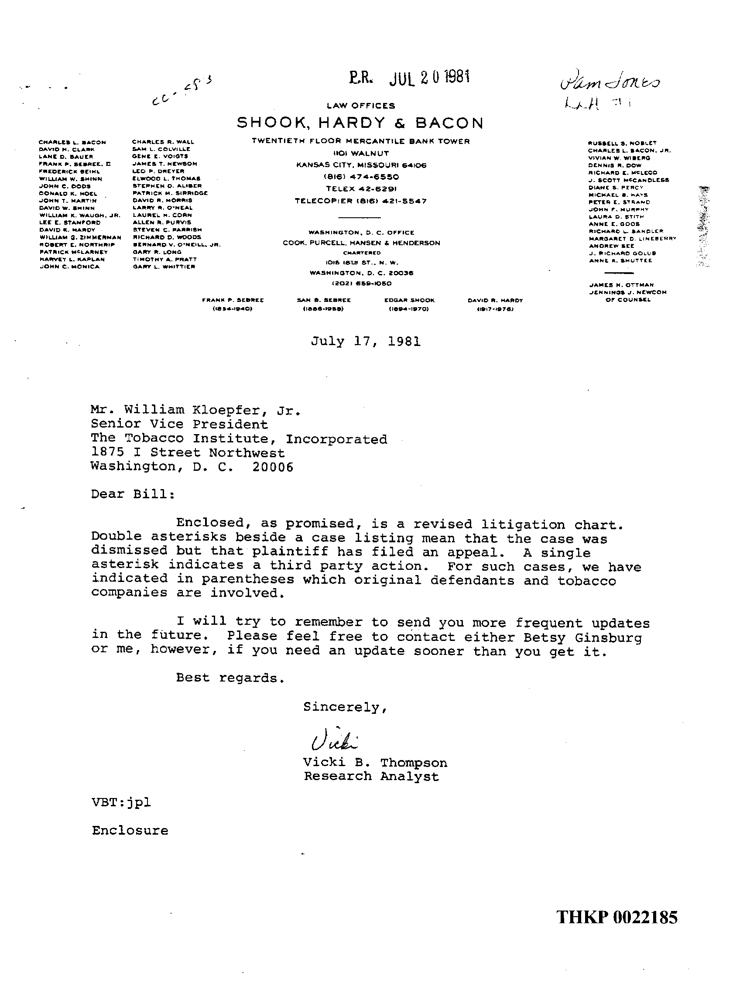 P.R. JUL 20 1981
Pam Jones
LAW OFFICES
SHOOK, HARDY & BACON
TWENTIETH FLOOR MERCANTILE BANK TOWER
1101 WALNUT
KANSAS CITY, MISSOURI 64106
(816) 474-6550
TELEX 42-6291
TELECOPIER (816) 421-5547
WASHINGTON, D. C. OFFICE
COOK, PURCELL, HANSEN & HENDERSON
CHARTERED
1015 18TH ST., N. W.
WASHINGTON, D. C. 20036
(202) 659-1050
CHARLES L. BACON
DAVID H. CLARK
LANE D. BAUER
FRANK P. SEBREE, II
FREDERICK BEIHL
WILLIAM W. SHINN
JOHN C. DODS
DONALD K. HOEL
JOHN T. MARTIN
DAVID W. SHINN
WILLIAM K. WAUGH, JR.
LEE E. STANFORD
DAVID K. HARDY
WILLIAM G. ZIMMERMAN
ROBERT E. NORTHRIP
PATRICK McLARNEY
HARVEY L. KAPLAN
JOHN C. MONICA
CHARLES R. WALL
SAM L. COLVILLE
GENE E. VOIGTS
JAMES T. NEWSOM
LEO P. DREYER
ELWOOD L. THOMAS
STEPHEN D. ALIBER
PATRICK M. SIRRIDGE
DAVID R. MORRIS
LARRY R. O'NEAL
LAUREL H. CORN
ALLEN R. PURVIS
STEVEN C. PARRISH
RICHARD D. WOODS
BERNARD V. O'NEILL, JR.
GARY R. LONG
TIMOTHY A. PRATT
GARY L. WHITTIER
RUSSELL S. NOBLET
CHARLES L. BACON, JR.
VIVIAN W. WIBERG
DENNIS R. DOW
RICHARD E. McLEOD
J. SCOTT McCANDLESS
DIANE S. PERCY
MICHAEL B. HAYS
PETER E. STRAND
JOHN F. MURPHY
LAURA D. STITH
ANNE E. GOOS
RICHARD L. SANDLER
MARGARET D. LINEBERRY
ANDREW SEE
J. RICHARD GOLUB
ANNE R. SHUTTEE
JAMES H. OTTMAN
JENNINGS J. NEWCOM
OF COUNSEL
FRANK P. SEBREE SAM B. SEBREE EDGAR SHOOK DAVID R. HARDY
(1854-1940) (1886-1958) (1894-1970) (1917-1976)
July 17, 1981
Mr. William Kloepfer, Jr.
Senior Vice President
The Tobacco Institute, Incorporated
1875 I Street Northwest
Washington, D. C. 20006
Dear Bill:
Enclosed, as promised, is a revised litigation chart.
Double asterisks beside a case listing mean that the case was
dismissed but that plaintiff has filed an appeal. A single
asterisk indicates a third party action. For such cases, we have
indicated in parentheses which original defendants and tobacco
companies are involved.
I will try to remember to send you more frequent updates
in the future. Please feel free to contact either Betsy Ginsburg
or me, however, if you need an update sooner than you get it.
Best regards.
Sincerely,
Vicki
Vicki B. Thompson
Research Analyst
VBT:jpl
Enclosure
THKP 0022185